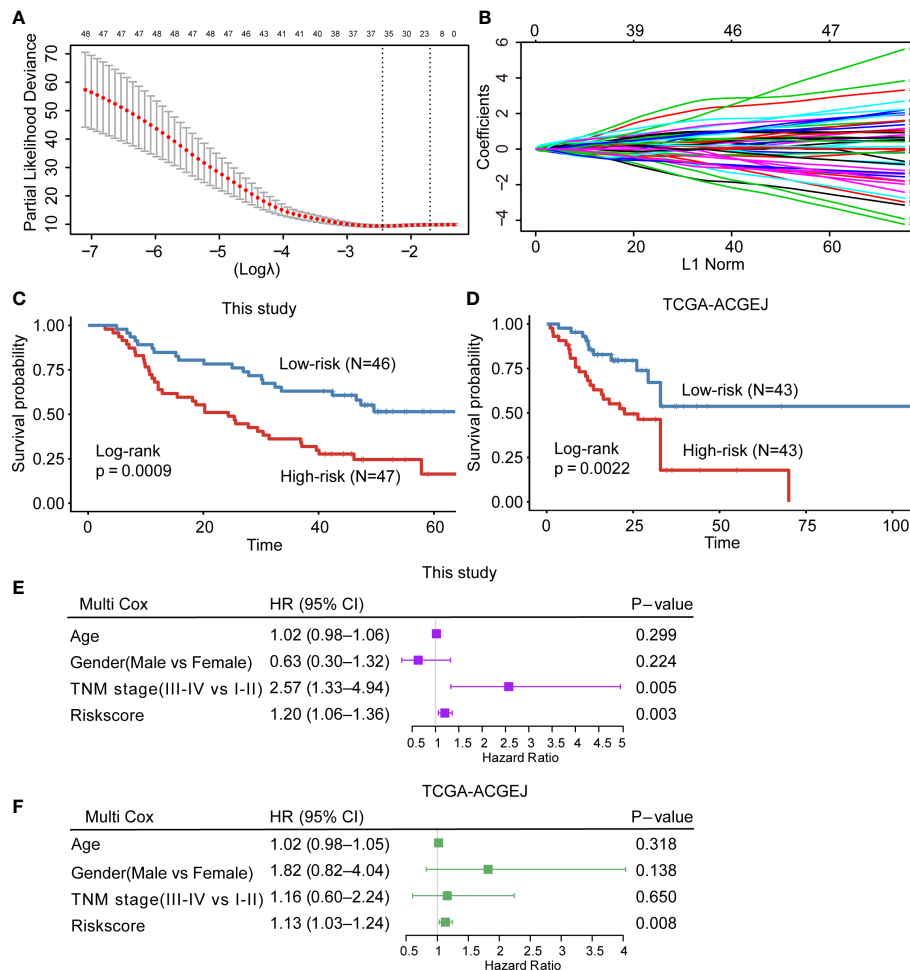 A
48 47 47 47 48 48 47 48 47 46 43 41 41 40 38 37 37 35 30 23 8 0
70
60
50
40
30
20
10
Partial Likelihood Deviance
−7 −6 −5 −4 −3 −2
(Logλ)
B
0 39 46 47
6
4
2
0
−2
−4
Coefficients
0 20 40 60
L1 Norm
C
This study
1.00
0.75
0.50
0.25
0.00
Survival probability
Low-risk (N=46)
Log-rank
p = 0.0009
High-risk (N=47)
0 20 40 60
Time
D
TCGA-ACGEJ
1.00
0.75
0.50
0.25
0.00
Survival probability
Low-risk (N=43)
Log-rank
p = 0.0022
High-risk (N=43)
0 25 50 75 100
Time
E
This study
Multi Cox HR (95% CI) P−value
Age 1.02 (0.98−1.06) 0.299
Gender(Male vs Female) 0.63 (0.30−1.32) 0.224
TNM stage(III-IV vs I-II) 2.57 (1.33−4.94) 0.005
Riskscore 1.20 (1.06−1.36) 0.003
0.5 1 1.5 2 2.5 3 3.5 4 4.5 5
Hazard Ratio
F
TCGA-ACGEJ
Multi Cox HR (95% CI) P−value
Age 1.02 (0.98−1.05) 0.318
Gender(Male vs Female) 1.82 (0.82−4.04) 0.138
TNM stage(III-IV vs I-II) 1.16 (0.60−2.24) 0.650
Riskscore 1.13 (1.03−1.24) 0.008
0.5 1 1.5 2 2.5 3 3.5 4
Hazard Ratio